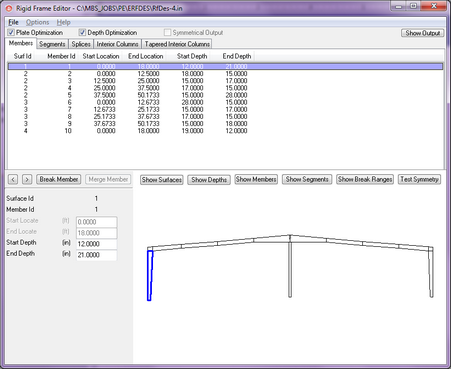 Rigid Frame Editor - C:\MBS_JOBS\PE\ERFDES\RfDes-4.in
File Options Help
Plate Optimization Depth Optimization Symmetrical Output Show Output
Members Segments Splices Interior Columns Tapered Interior Columns
Surf Id Member Id Start Location End Location Start Depth End Depth
1 1 0.0000 18.0000 12.0000 21.0000
2 2 0.0000 12.5000 18.0000 15.0000
2 3 12.5000 25.0000 15.0000 17.0000
2 4 25.0000 37.5000 17.0000 15.0000
2 5 37.5000 50.1733 15.0000 28.0000
3 6 0.0000 12.6733 28.0000 15.0000
3 7 12.6733 25.1733 15.0000 17.0000
3 8 25.1733 37.6733 17.0000 15.0000
3 9 37.6733 50.1733 15.0000 18.0000
4 10 0.0000 18.0000 19.0000 12.0000
< > Break Member Merge Member Show Surfaces Show Depths Show Members Show Segments Show Break Ranges Test Symmetry
Surface Id 1
Member Id 1
Start Locate (ft) 0.0000
End Locate (ft) 18.0000
Start Depth (in) 12.0000
End Depth (in) 21.0000